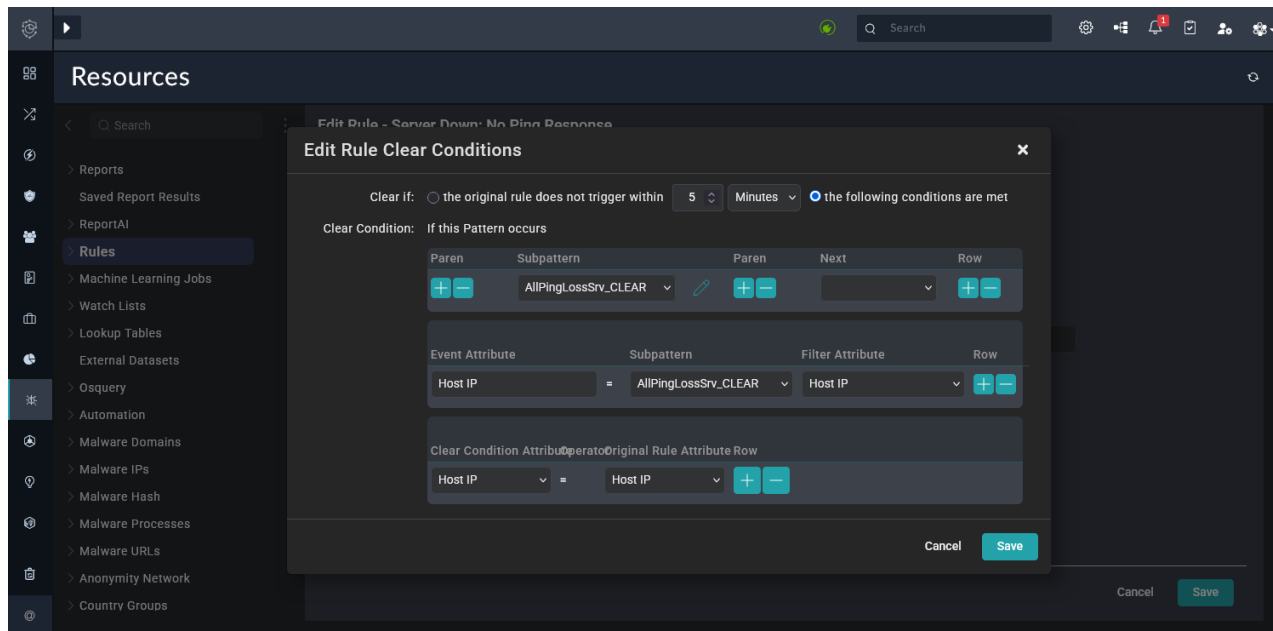 1
Search
Resources
Search
Edit Rule - Server Down: No Ping Response
Edit Rule Clear Conditions
Reports
Saved Report Results
ReportAI
Rules
Machine Learning Jobs
Watch Lists
Lookup Tables
External Datasets
Osquery
Automation
Malware Domains
Malware IPs
Malware Hash
Malware Processes
Malware URLs
Anonymity Network
Country Groups
Clear if: the original rule does not trigger within 5 Minutes the following conditions are met
Clear Condition: If this Pattern occurs
Paren Subpattern Paren Next Row
AllPingLossSrv_CLEAR
Event Attribute Subpattern Filter Attribute Row
Host IP = AllPingLossSrv_CLEAR Host IP
Clear Condition Attribute Operator Original Rule Attribute Row
Host IP = Host IP
Cancel Save
Cancel Save